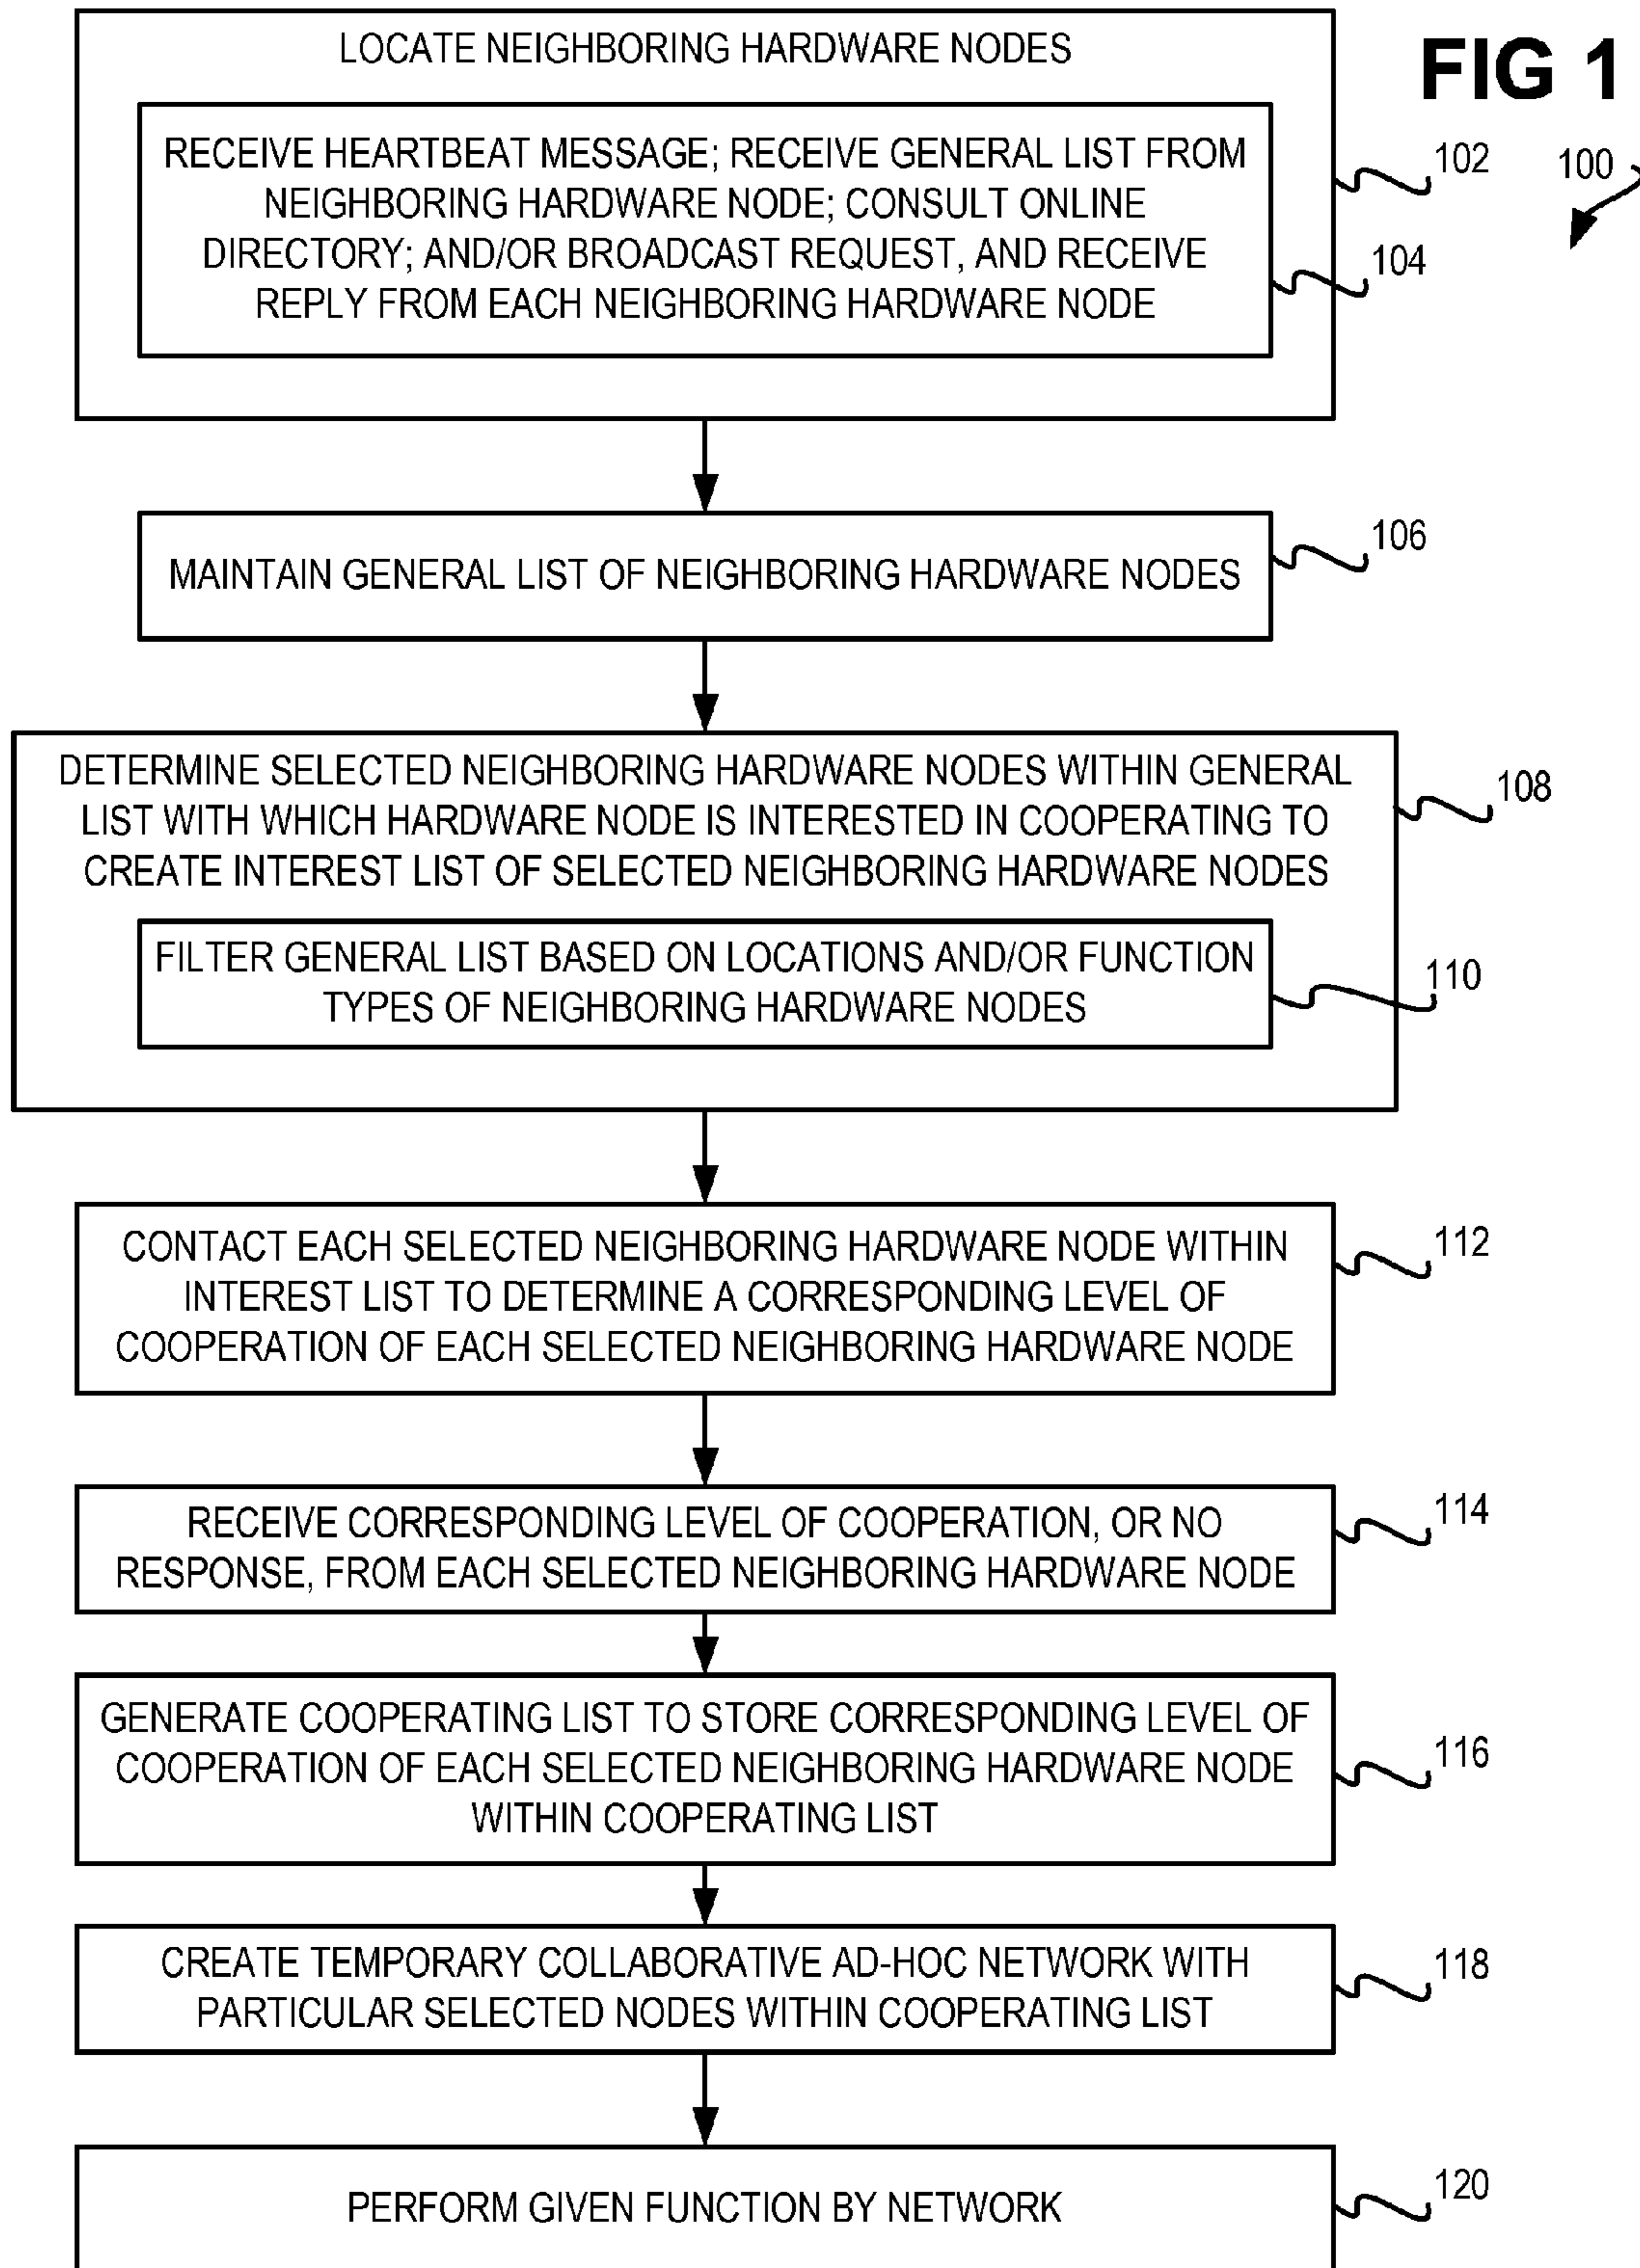 LOCATE NEIGHBORING HARDWARE NODES
FIG 1
RECEIVE HEARTBEAT MESSAGE; RECEIVE GENERAL LIST FROM
NEIGHBORING HARDWARE NODE; CONSULT ONLINE
DIRECTORY; AND/OR BROADCAST REQUEST, AND RECEIVE
REPLY FROM EACH NEIGHBORING HARDWARE NODE
102
100
104
MAINTAIN GENERAL LIST OF NEIGHBORING HARDWARE NODES
106
DETERMINE SELECTED NEIGHBORING HARDWARE NODES WITHIN GENERAL
LIST WITH WHICH HARDWARE NODE IS INTERESTED IN COOPERATING TO
CREATE INTEREST LIST OF SELECTED NEIGHBORING HARDWARE NODES
108
FILTER GENERAL LIST BASED ON LOCATIONS AND/OR FUNCTION
TYPES OF NEIGHBORING HARDWARE NODES
110
CONTACT EACH SELECTED NEIGHBORING HARDWARE NODE WITHIN
INTEREST LIST TO DETERMINE A CORRESPONDING LEVEL OF
COOPERATION OF EACH SELECTED NEIGHBORING HARDWARE NODE
112
RECEIVE CORRESPONDING LEVEL OF COOPERATION, OR NO
RESPONSE, FROM EACH SELECTED NEIGHBORING HARDWARE NODE
114
GENERATE COOPERATING LIST TO STORE CORRESPONDING LEVEL OF
COOPERATION OF EACH SELECTED NEIGHBORING HARDWARE NODE
WITHIN COOPERATING LIST
116
CREATE TEMPORARY COLLABORATIVE AD-HOC NETWORK WITH
PARTICULAR SELECTED NODES WITHIN COOPERATING LIST
118
PERFORM GIVEN FUNCTION BY NETWORK
120